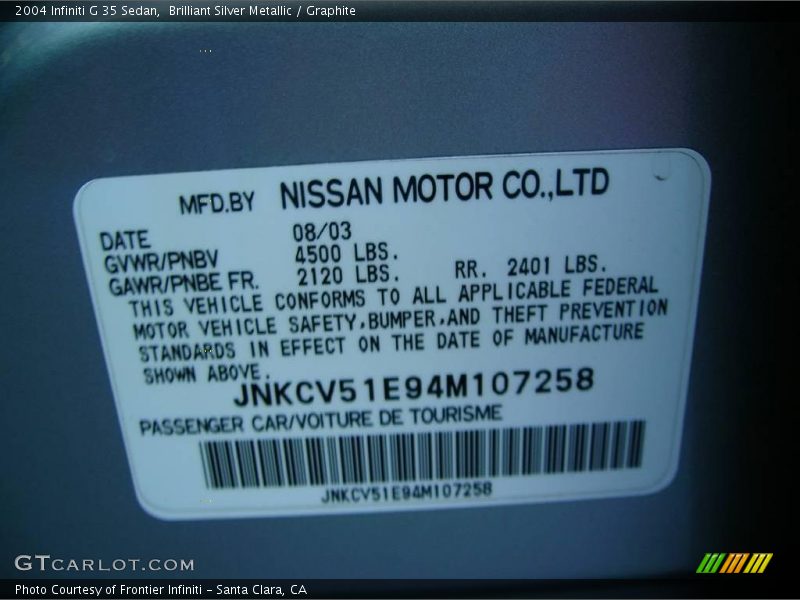 2004 Infiniti G 35 Sedan,  Brilliant Silver Metallic / Graphite
MFD.BY NISSAN MOTOR CO.,LTD
DATE 08/03
GVWR/PNBV 4500 LBS.
GAWR/PNBE FR. 2120 LBS. RR. 2401 LBS.
THIS VEHICLE CONFORMS TO ALL APPLICABLE FEDERAL
MOTOR VEHICLE SAFETY,BUMPER,AND THEFT PREVENTION
STANDARDS IN EFFECT ON THE DATE OF MANUFACTURE
SHOWN ABOVE.
JNKCV51E94M107258
PASSENGER CAR/VOITURE DE TOURISME
JNKCV51E94M107258
GTCARLOT.COM
Photo Courtesy of Frontier Infiniti - Santa Clara, CA